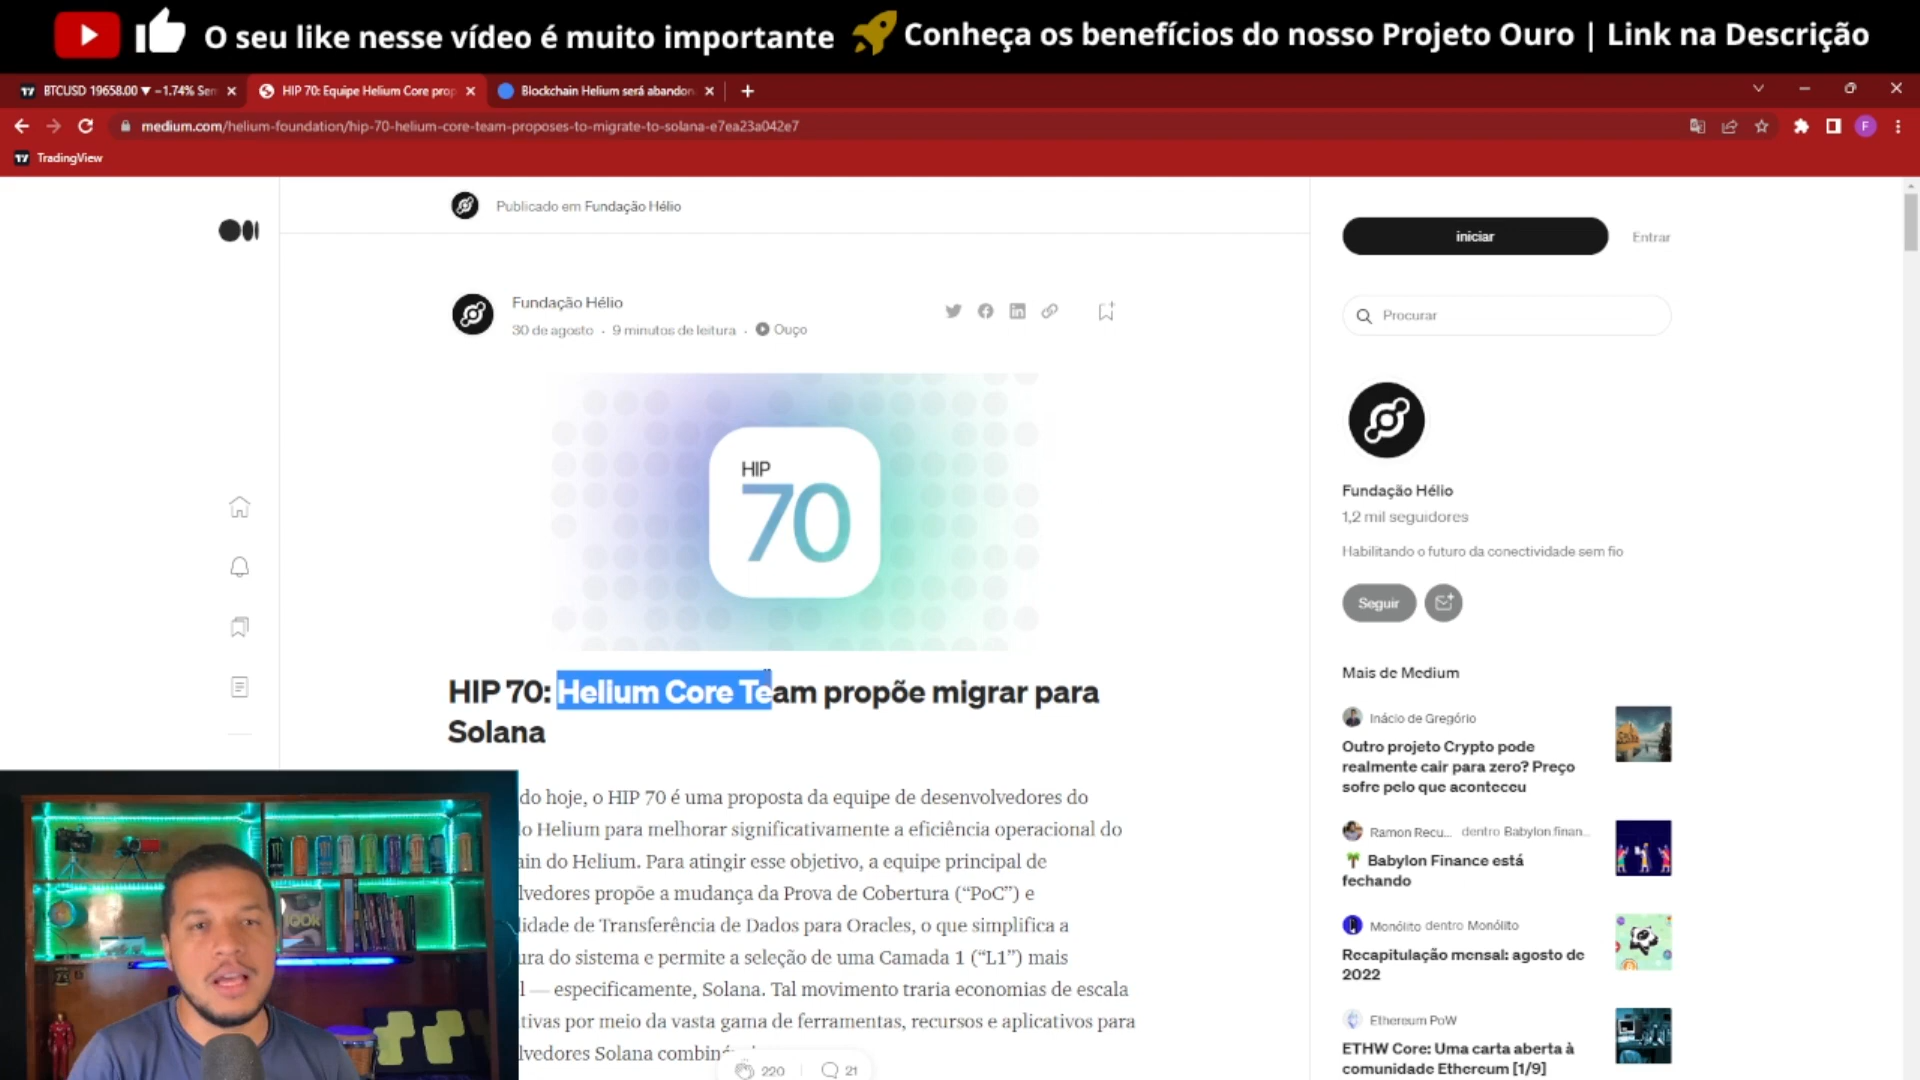 O seu like nesse vídeo é muito importante
Conheça os benefícios do nosso Projeto Ouro | Link na Descrição
BTCUSD 19658.00 ▼ −1.74% Sem
HIP 70: Equipe Helium Core prop
Blockchain Helium será abandon
medium.com/helium-foundation/hip-70-helium-core-team-proposes-to-migrate-to-solana-e7ea23a042e7
F
TradingView
Publicado em Fundação Hélio
Fundação Hélio
30 de agosto · 9 minutos de leitura · Ouço
HIP
70
HIP 70: Helium Core Team propõe migrar para
Solana
do hoje, o HIP 70 é uma proposta da equipe de desenvolvedores do
lo Helium para melhorar significativamente a eficiência operacional do
ain do Helium. Para atingir esse objetivo, a equipe principal de
lvedores propõe a mudança da Prova de Cobertura (“PoC”) e
lidade de Transferência de Dados para Oracles, o que simplifica a
ura do sistema e permite a seleção de uma Camada 1 (“L1”) mais
l — especificamente, Solana. Tal movimento traria economias de escala
tivas por meio da vasta gama de ferramentas, recursos e aplicativos para
lvedores Solana combin
220
21
iniciar
Entrar
Procurar
Fundação Hélio
1,2 mil seguidores
Habilitando o futuro da conectividade sem fio
Seguir
Mais de Medium
Inácio de Gregório
Outro projeto Crypto pode
realmente cair para zero? Preço
sofre pelo que aconteceu
Ramon Recu... dentro Babylon finan...
🌴 Babylon Finance está
fechando
Monólito dentro Monólito
Recapitulação mensal: agosto de
2022
Ethereum PoW
ETHW Core: Uma carta aberta à
comunidade Ethereum [1/9]